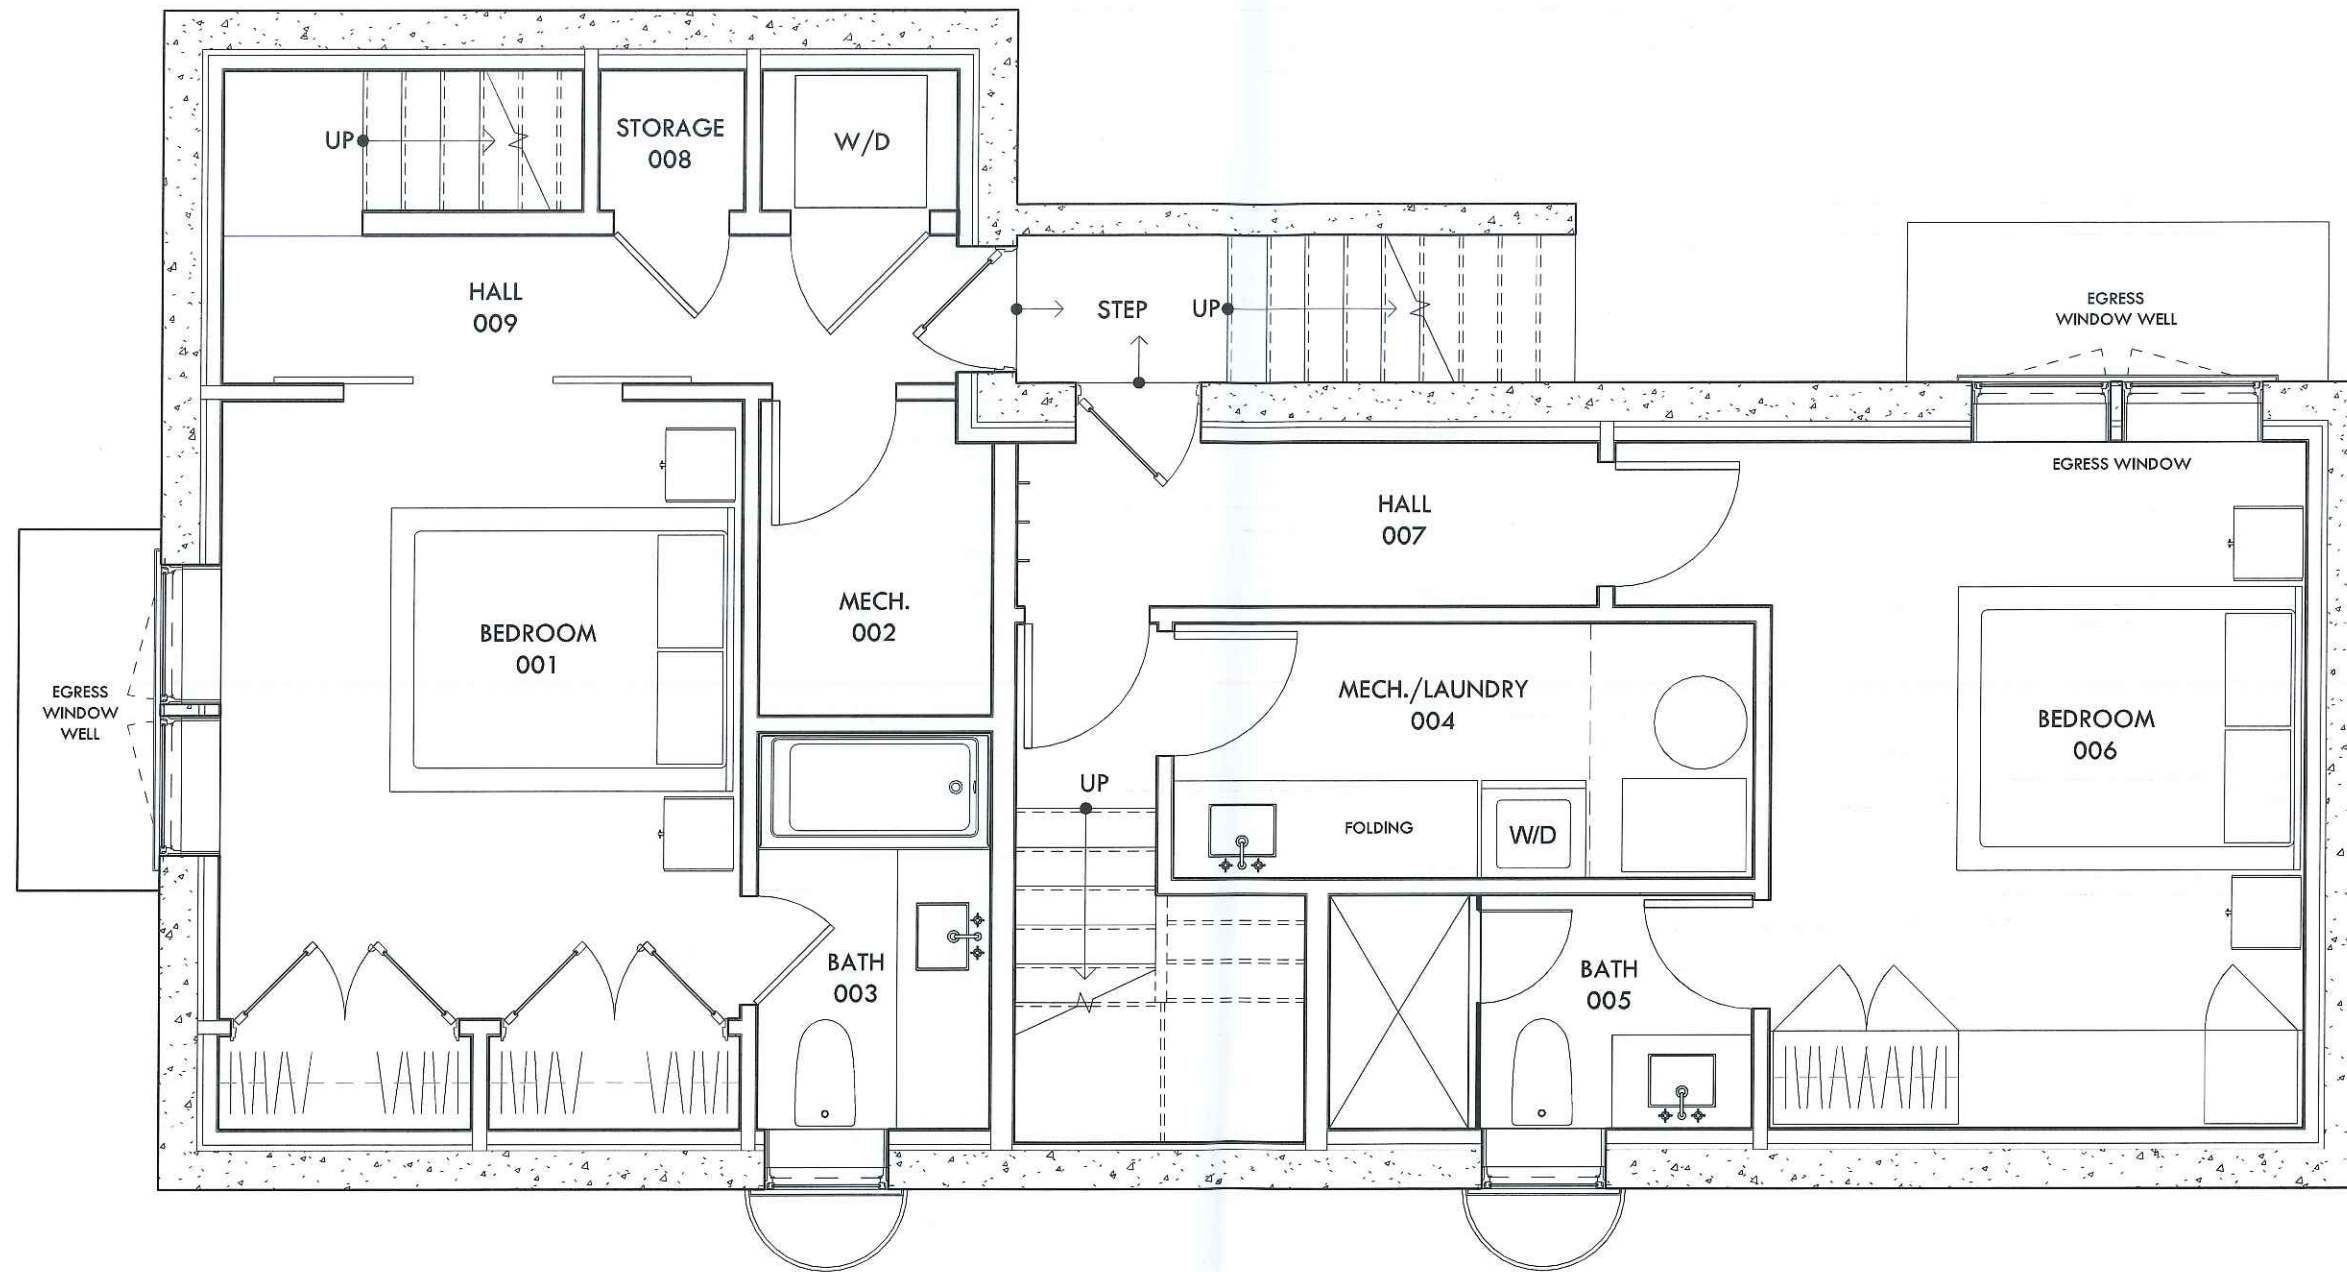 UP
STORAGE
008
W/D
HALL
009
STEP
UP
EGRESS
WINDOW WELL
EGRESS WINDOW
HALL
007
MECH.
002
BEDROOM
001
EGRESS
WINDOW
WELL
MECH./LAUNDRY
004
BEDROOM
006
UP
FOLDING
W/D
BATH
003
BATH
005